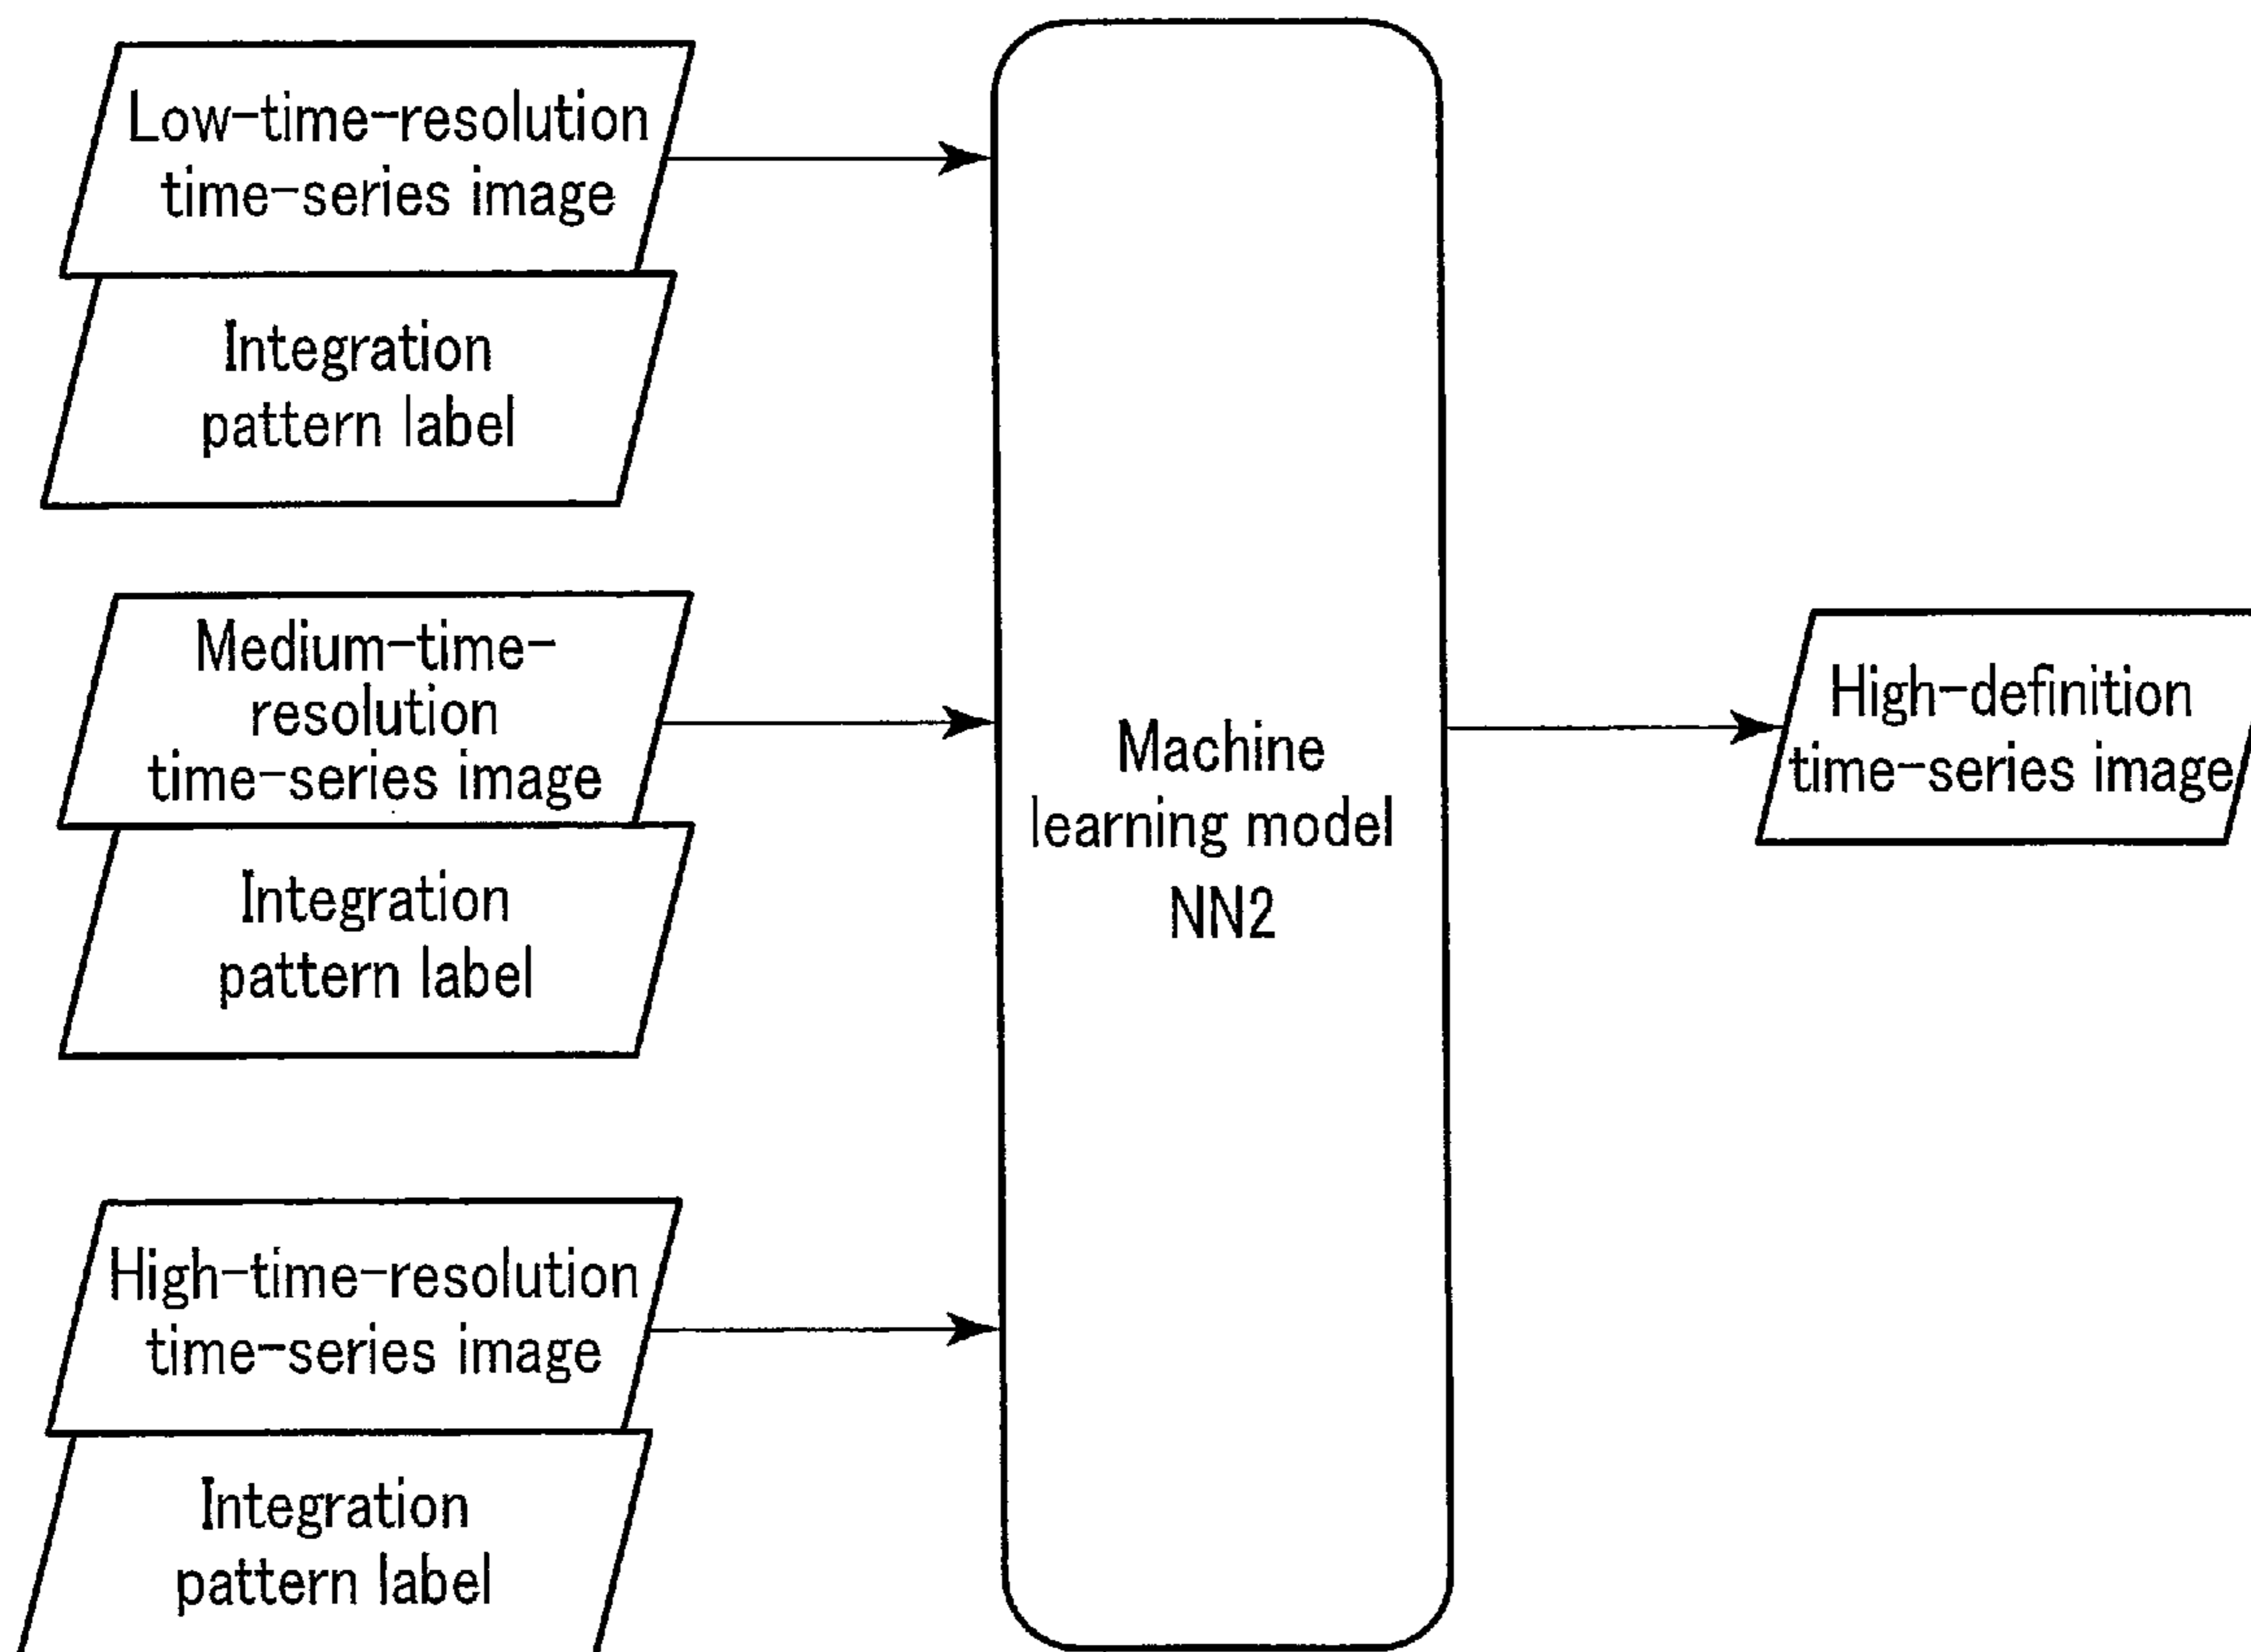 Low-time-resolution
time-series image
Integration
pattern label
Medium-time-
resolution
time-series image
Integration
pattern label
High-time-resolution
time-series image
Integration
pattern label
Machine
learning model
NN2
High-definition
time-series image